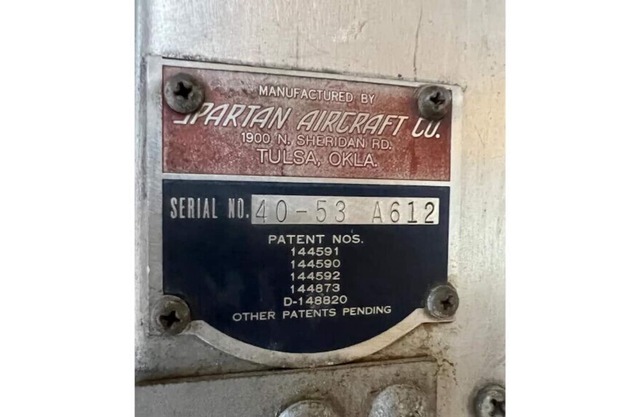 MANUFACTURED BY
SPARTAN AIRCRAFT CO.
1900 N. SHERIDAN RD.
TULSA, OKLA.
SERIAL NO. 40-53 A612
PATENT NOS.
144591
144590
144592
144873
D-148820
OTHER PATENTS PENDING